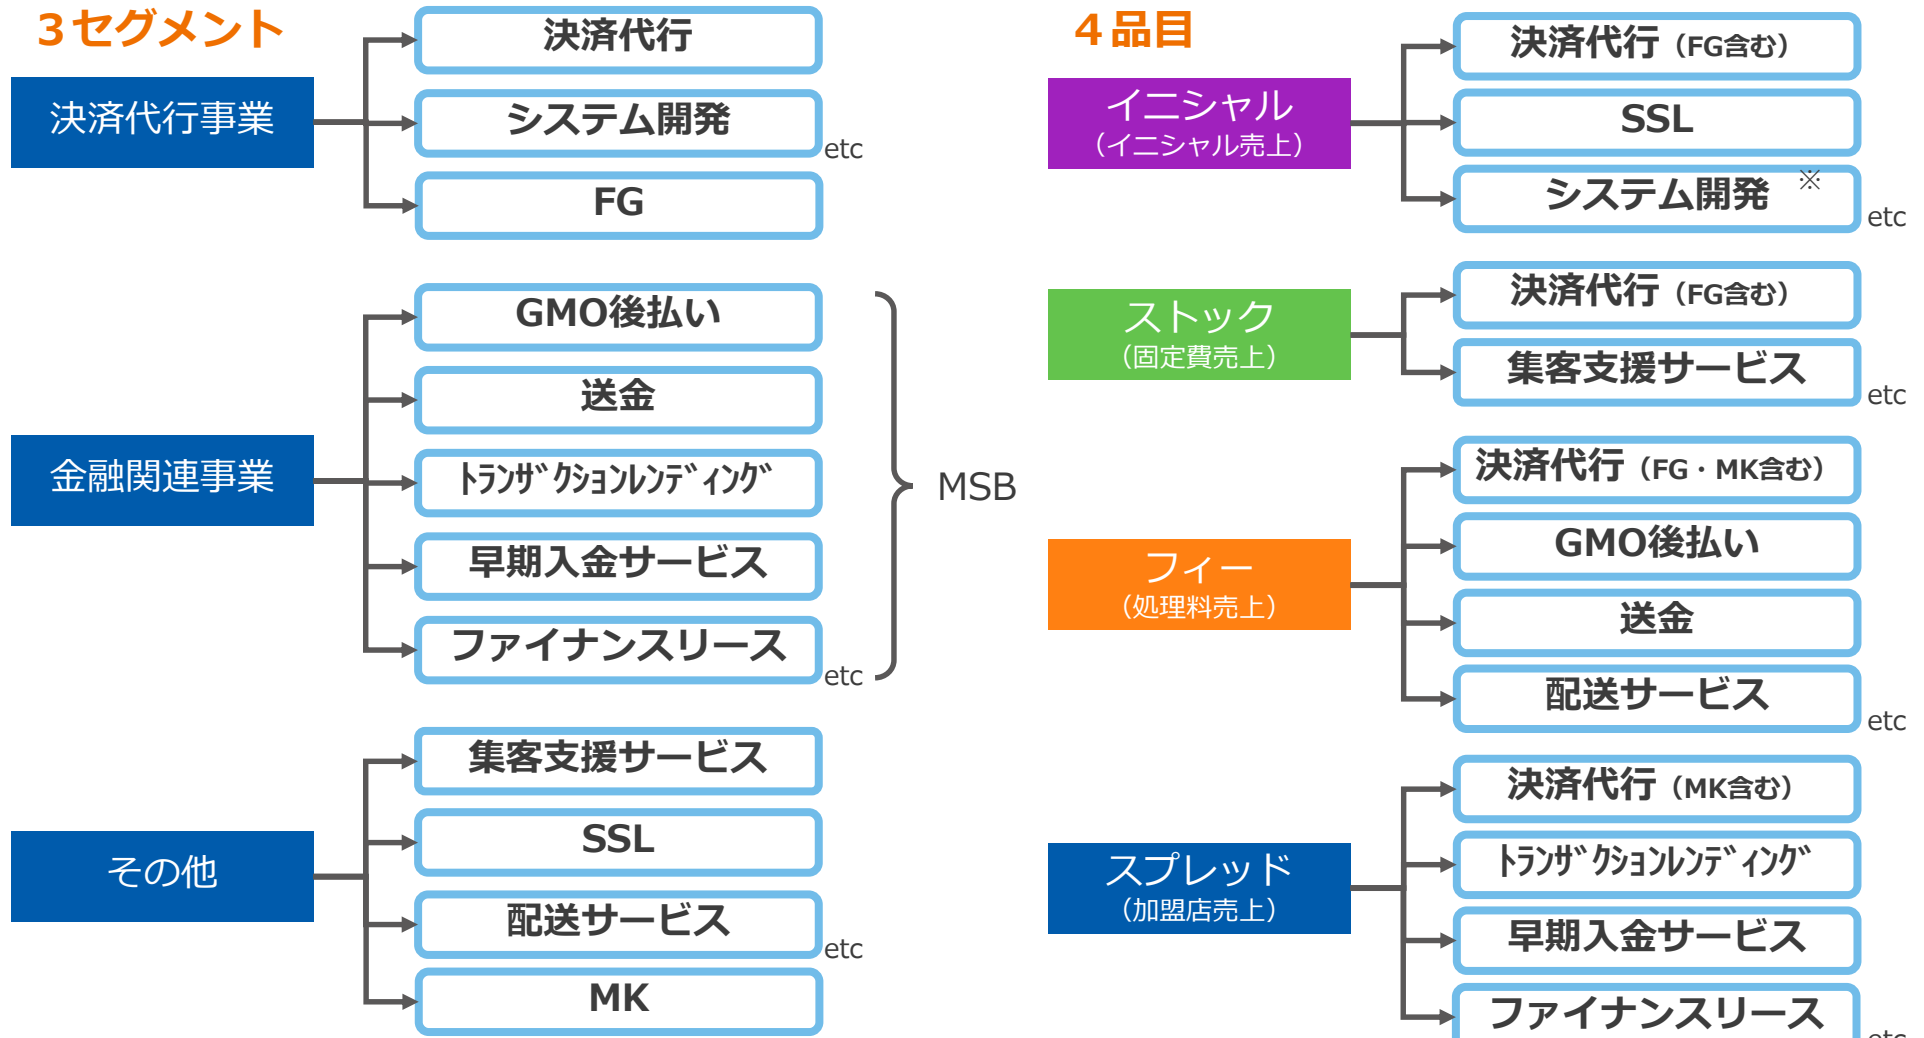 3セグメント
決済代行事業
決済代行
システム開発
etc
FG
金融関連事業
GMO後払い
送金
ﾄﾗﾝｻﾞｸｼｮﾝﾚﾝﾃﾞｨﾝｸﾞ
早期入金サービス
ファイナンスリース
etc
MSB
その他
集客支援サービス
SSL
配送サービス
etc
MK
4品目
イニシャル
（イニシャル売上）
決済代行（FG含む）
SSL
システム開発 ※
etc
ストック
（固定費売上）
決済代行（FG含む）
集客支援サービス
etc
フィー
（処理料売上）
決済代行（FG・MK含む）
GMO後払い
送金
配送サービス
etc
スプレッド
（加盟店売上）
決済代行（MK含む）
ﾄﾗﾝｻﾞｸｼｮﾝﾚﾝﾃﾞｨﾝｸﾞ
早期入金サービス
ファイナンスリース
etc